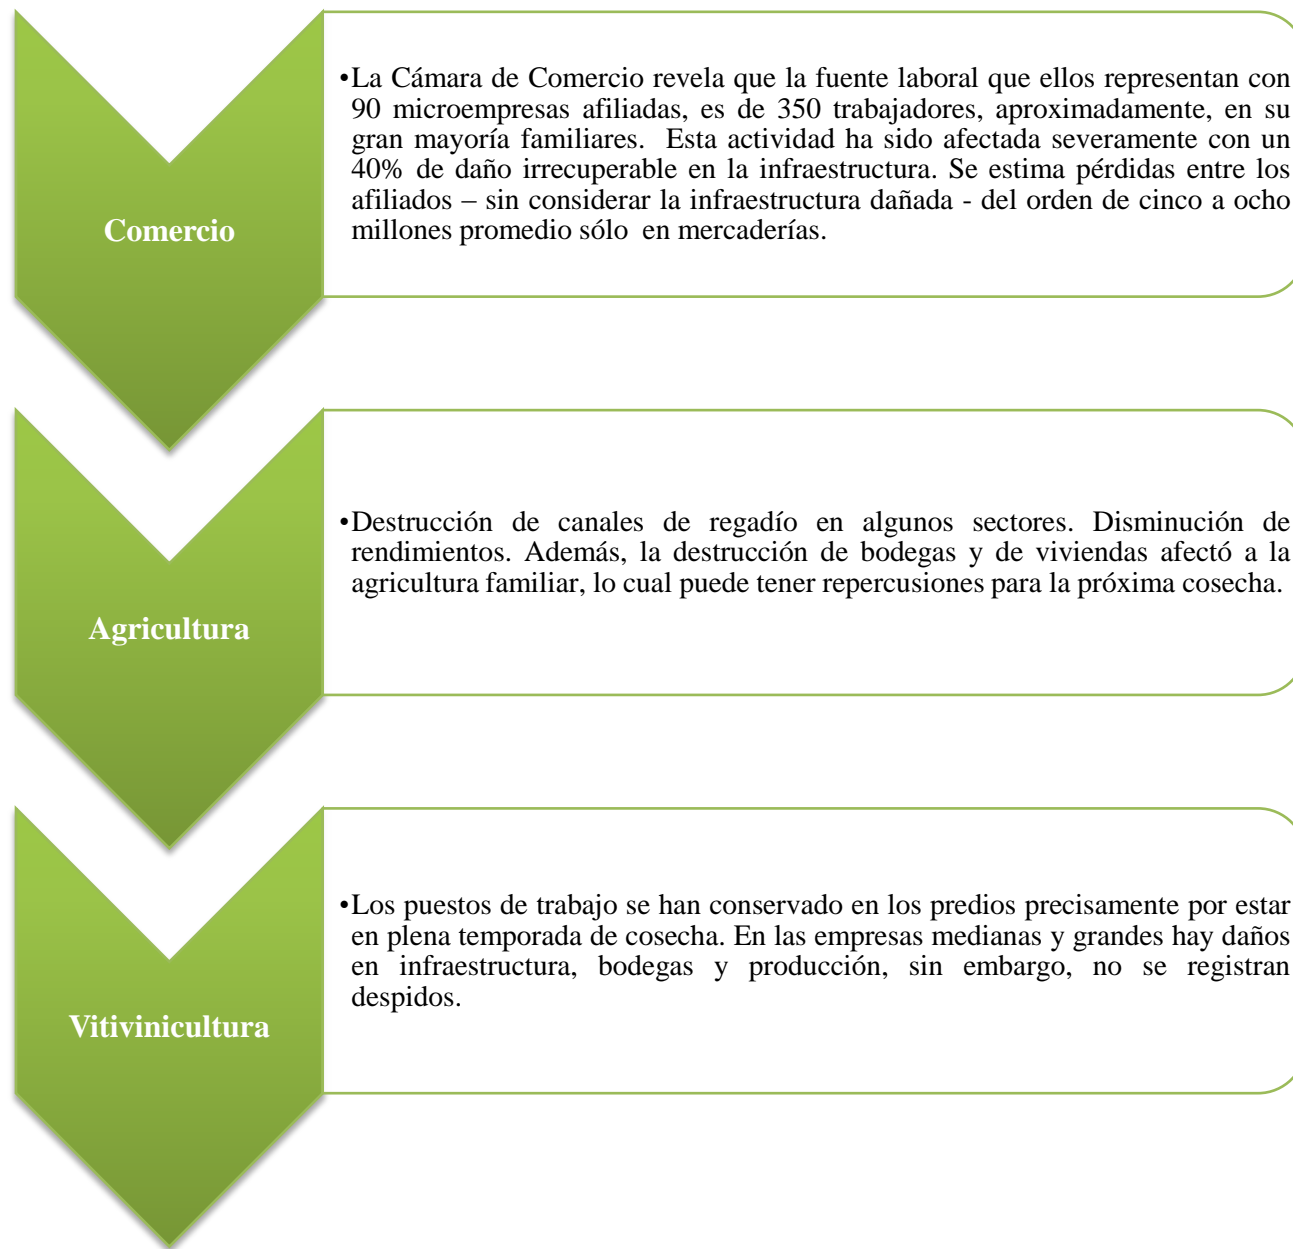 •La Cámara de Comercio revela que la fuente laboral que ellos representan con
90 microempresas afiliadas, es de 350 trabajadores, aproximadamente, en su
gran mayoría familiares. Esta actividad ha sido afectada severamente con un
40% de daño irrecuperable en la infraestructura. Se estima pérdidas entre los
afiliados – sin considerar la infraestructura dañada - del orden de cinco a ocho
millones promedio sólo en mercaderías.
Comercio
•Destrucción de canales de regadío en algunos sectores. Disminución de
rendimientos. Además, la destrucción de bodegas y de viviendas afectó a la
agricultura familiar, lo cual puede tener repercusiones para la próxima cosecha.
Agricultura
•Los puestos de trabajo se han conservado en los predios precisamente por estar
en plena temporada de cosecha. En las empresas medianas y grandes hay daños
en infraestructura, bodegas y producción, sin embargo, no se registran
despidos.
Vitivinicultura